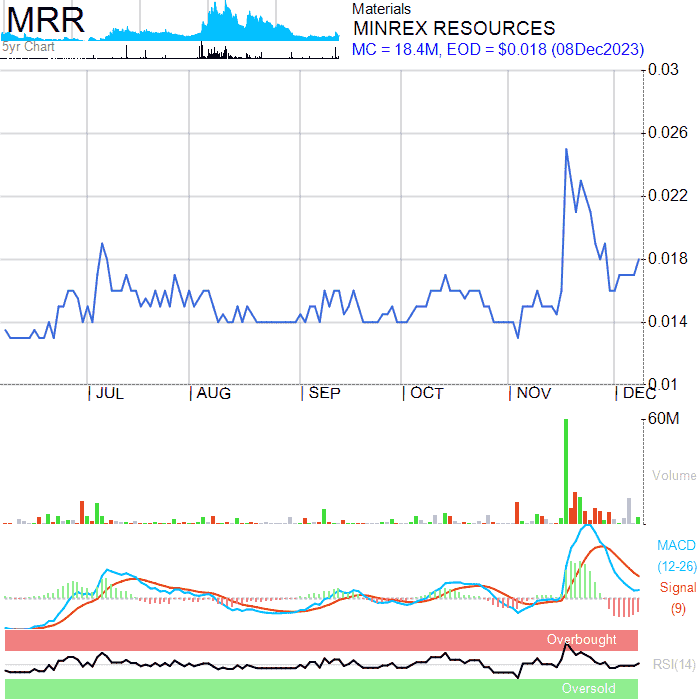 MRR
5yr Chart
Materials
MINREX RESOURCES
MC = 18.4M, EOD = $0.018 (08Dec2023)
0.03
0.026
0.022
0.018
0.014
0.01
JUL AUG SEP OCT NOV DEC
60M
Volume
MACD
(12-26)
Signal
(9)
Overbought
RSI(14)
Oversold